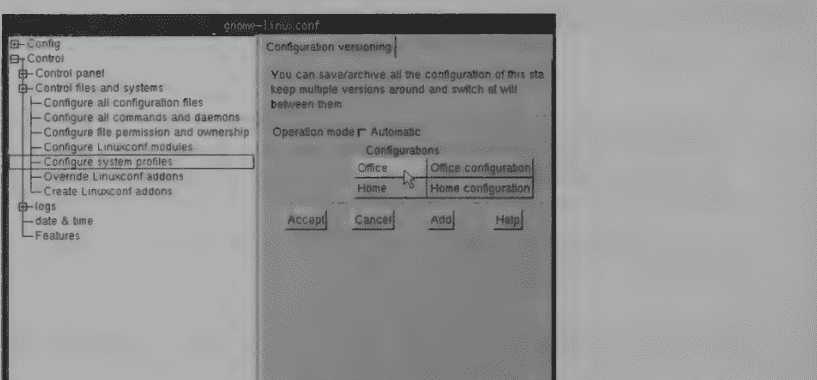 gnome-linuxconf
Config
Control
Control panel
Control files and systems
Configure all configuration files
Configure all commands and daemons
Configure file permission and ownership
Configure Linuxconf modules
Configure system profiles
Override Linuxconf addons
Create Linuxconf addons
logs
date & time
Features
Configuration versioning
You can save/archive all the configuration of this sta
keep multiple versions around and switch at will
between them
Operation mode Automatic
Configurations
Office Office configuration
Home Home configuration
Accept Cancel Add Help